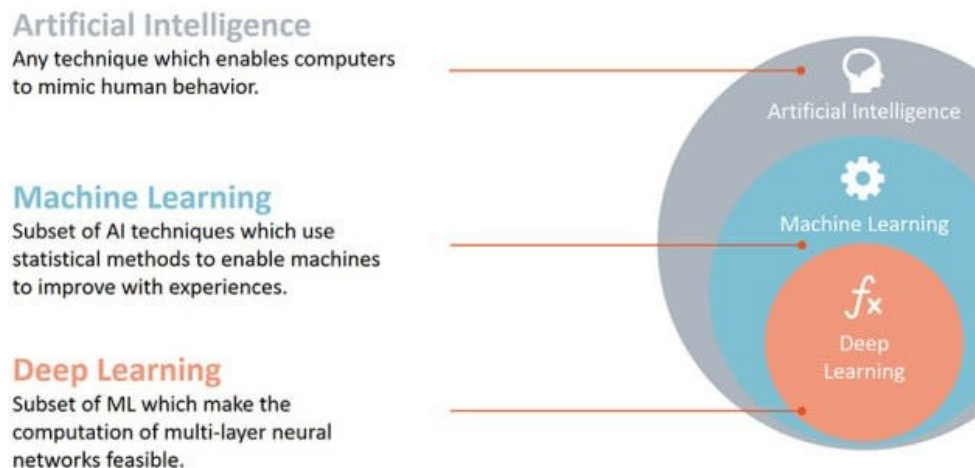 Artificial Intelligence
Any technique which enables computers
to mimic human behavior.
Machine Learning
Subset of AI techniques which use
statistical methods to enable machines
to improve with experiences.
Deep Learning
Subset of ML which make the
computation of multi-layer neural
networks feasible.
Artificial Intelligence
Machine Learning
fx
Deep
Learning